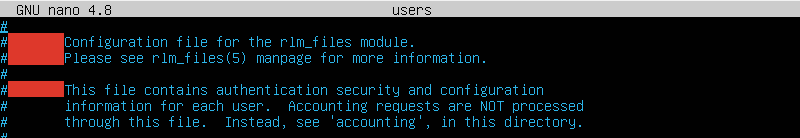 GNU nano 4.8 users
#
# Configuration file for the rlm_files module.
# Please see rlm_files(5) manpage for more information.
#
# This file contains authentication security and configuration
# information for each user. Accounting requests are NOT processed
# through this file. Instead, see 'accounting', in this directory.